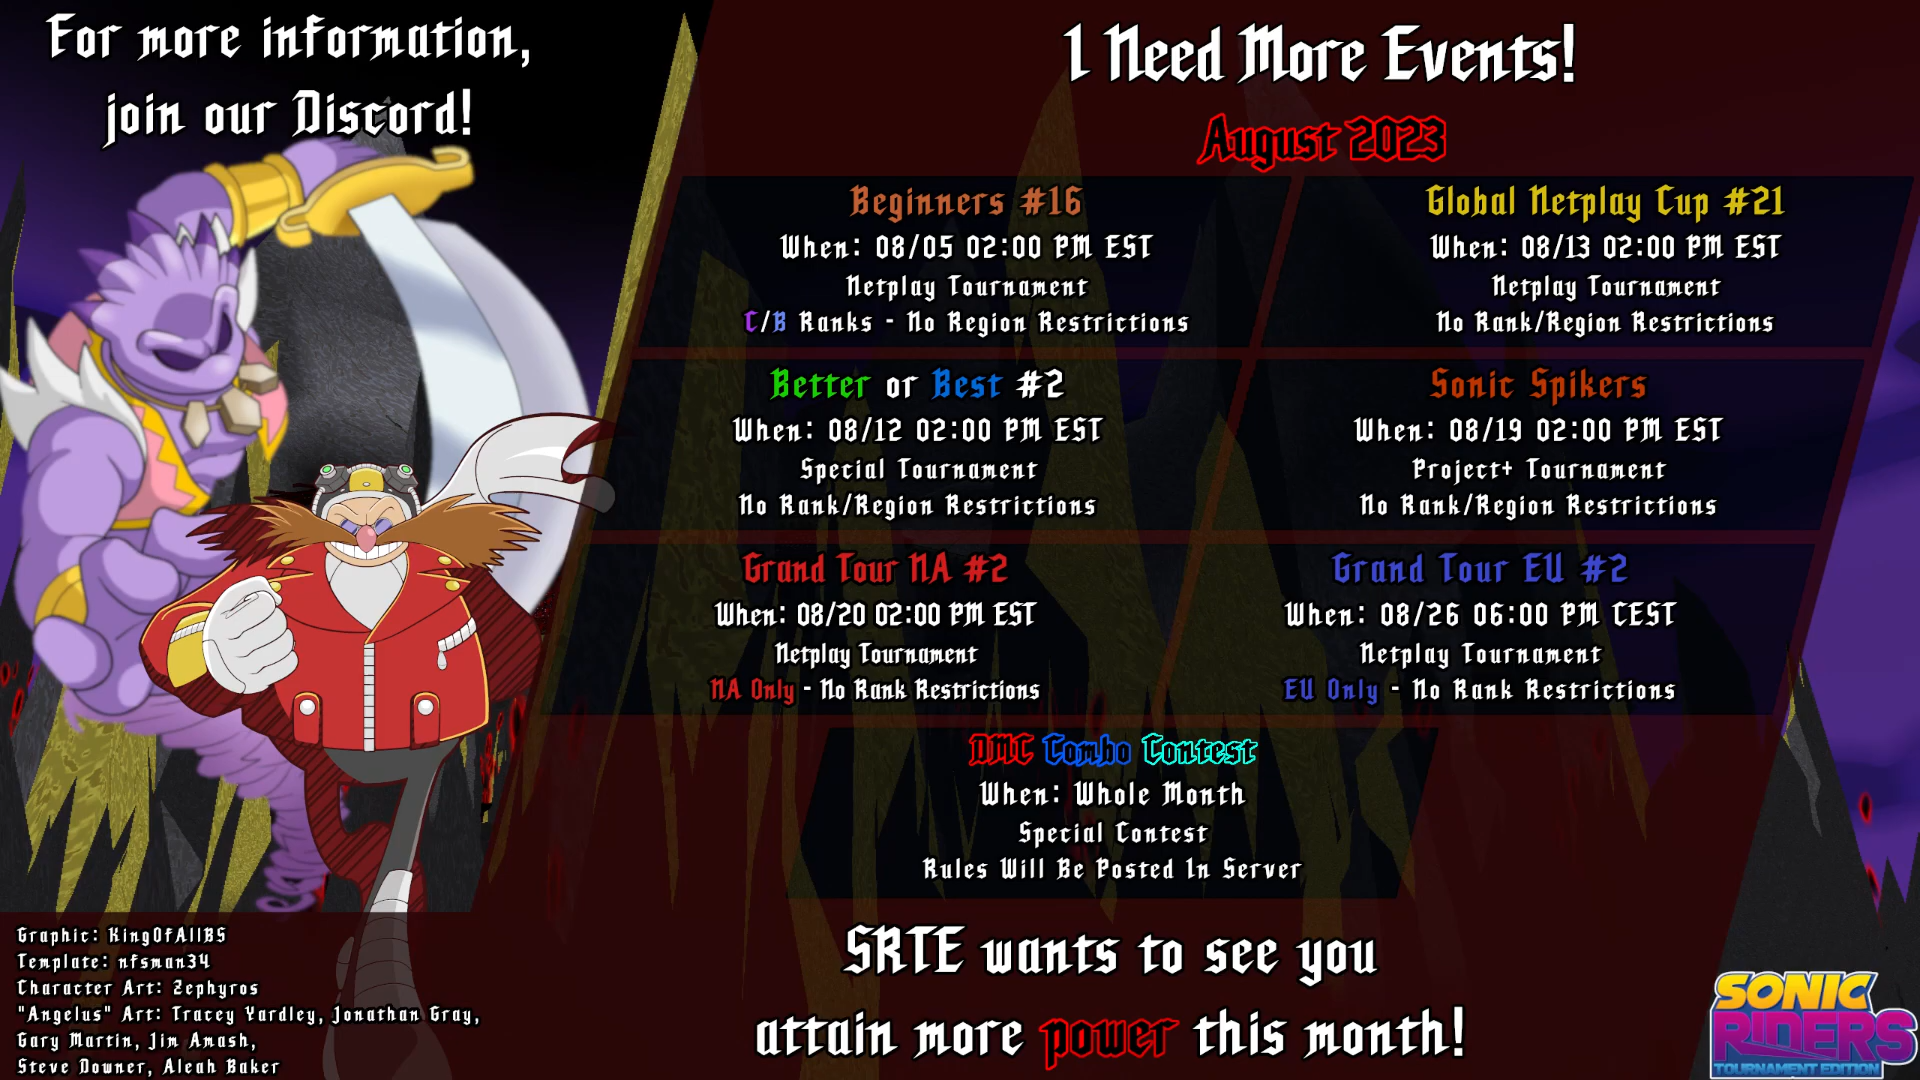 For more information,
join our Discord!
I Need More Events!
August 2023
Beginners #16
When: 08/05 02:00 PM EST
Netplay Tournament
C/B Ranks - No Region Restrictions
Global Netplay Cup #21
When: 08/13 02:00 PM EST
Netplay Tournament
No Rank/Region Restrictions
Better or Best #2
When: 08/12 02:00 PM EST
Special Tournament
No Rank/Region Restrictions
Sonic Spikers
When: 08/19 02:00 PM EST
Project+ Tournament
No Rank/Region Restrictions
Grand Tour NA #2
When: 08/20 02:00 PM EST
Netplay Tournament
NA Only - No Rank Restrictions
Grand Tour EU #2
When: 08/26 06:00 PM CEST
Netplay Tournament
EU Only - No Rank Restrictions
DMC Combo Contest
When: Whole Month
Special Contest
Rules Will Be Posted In Server
SRTE wants to see you
attain more power this month!
Graphic: KingOfAllBS
Template: nfsman34
Character Art: Zephyros
"Angelus" Art: Tracey Yardley, Jonathan Gray,
Gary Martin, Jim Amash,
Steve Downer, Aleah Baker
SONIC
RIDERS
TOURNAMENT EDITION